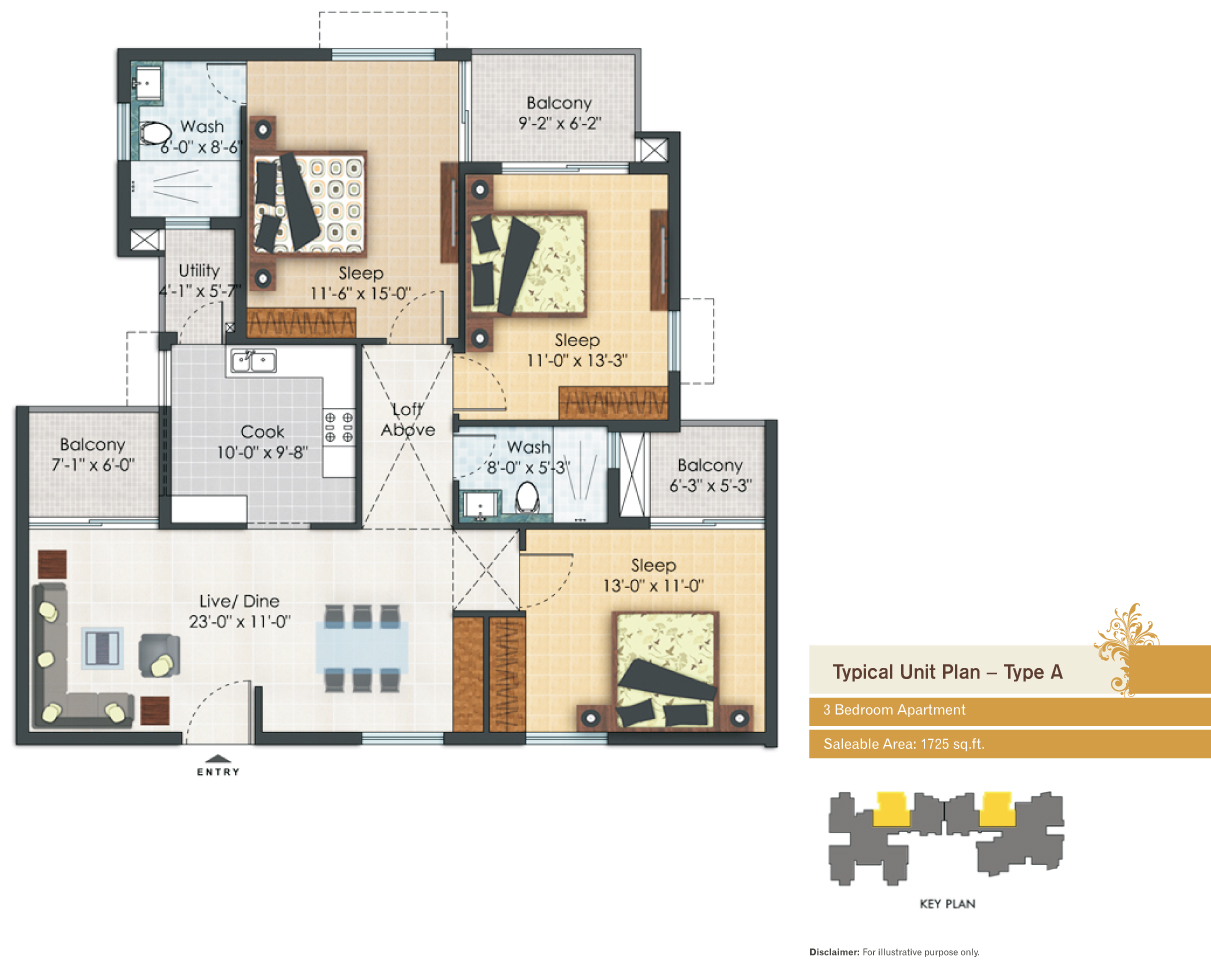 Balcony
9'-2" x 6'-2"
Wash
6'-0" x 8'-6"
Utility
4'-1" x 5'-7"
Sleep
11'-6" x 15'-0"
Sleep
11'-0" x 13'-3"
Loft
Above
Cook
10'-0" x 9'-8"
Balcony
7'-1" x 6'-0"
Wash
8'-0" x 5'-3"
Balcony
6'-3" x 5'-3"
Sleep
13'-0" x 11'-0"
Live/ Dine
23'-0" x 11'-0"
ENTRY
Typical Unit Plan – Type A
3 Bedroom Apartment
Saleable Area: 1725 sq.ft.
KEY PLAN
Disclaimer: For illustrative purpose only.